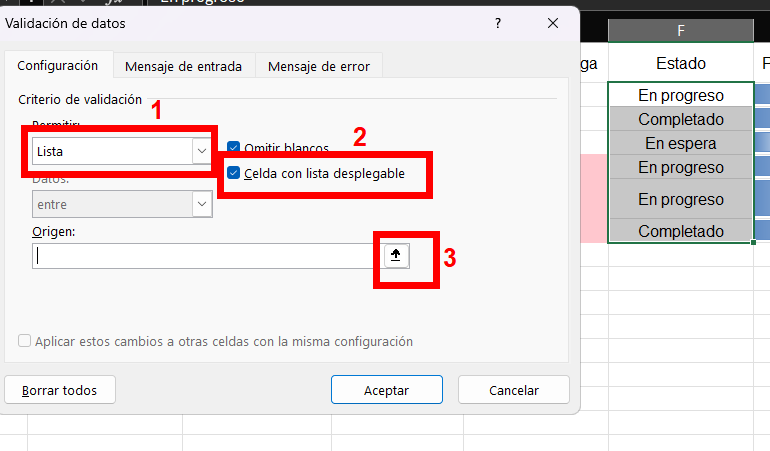 En progreso
Validación de datos
?
F
Configuración
Mensaje de entrada
Mensaje de error
ga
Estado
F
Criterio de validación
1
Permitir:
Lista
Omitir blancos
2
Celda con lista desplegable
Datos:
entre
Origen:
3
Aplicar estos cambios a otras celdas con la misma configuración
Borrar todos
Aceptar
Cancelar
En progreso
Completado
En espera
En progreso
En progreso
Completado